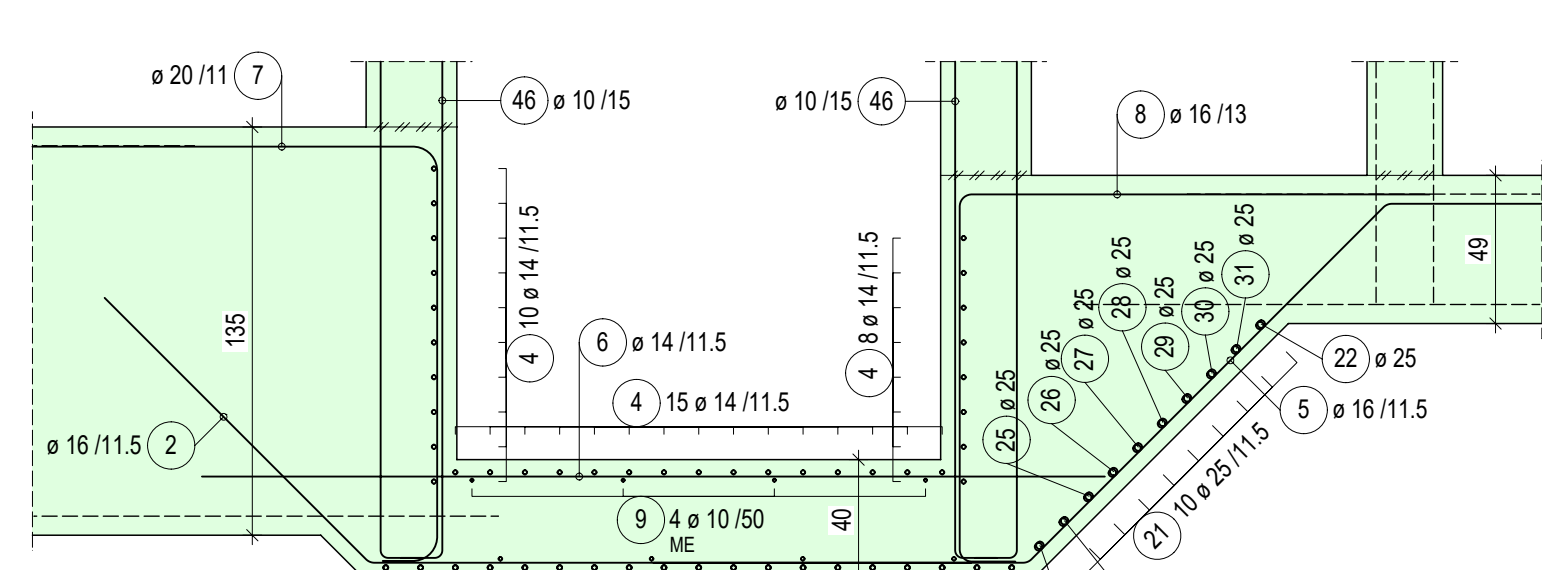 ø 20 /11 7
46 ø 10 /15
ø 10 /15 46
8 ø 16 /13
135
4 10 ø 14 /11.5
6 ø 14 /11.5
4 15 ø 14 /11.5
4 8 ø 14 /11.5
ø 16 /11.5 2
9 4 ø 10 /50
ME
40
25 ø 25
26 ø 25
27 ø 25
28 ø 25
29 ø 25
30 ø 25
31 ø 25
49
22 ø 25
5 ø 16 /11.5
21 10 ø 25 /11.5